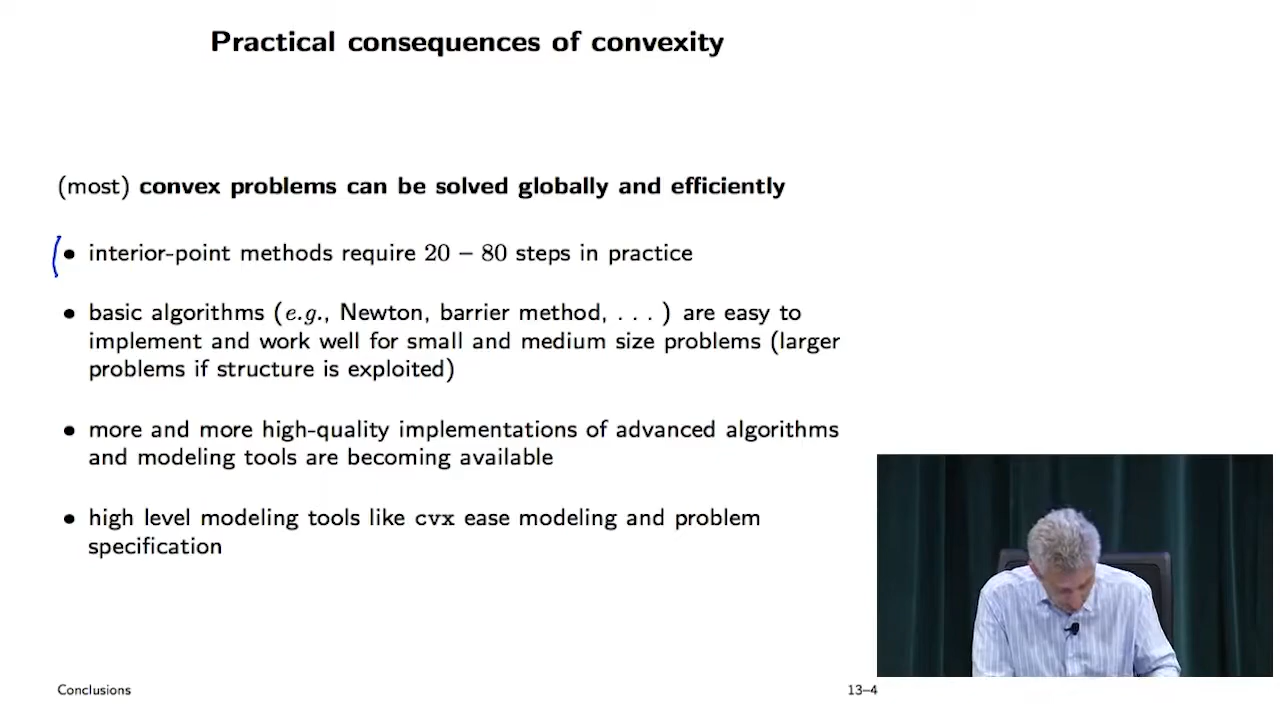 Practical consequences of convexity
(most) convex problems can be solved globally and efficiently
• interior-point methods require 20 − 80 steps in practice
• basic algorithms (e.g., Newton, barrier method, . . . ) are easy to
implement and work well for small and medium size problems (larger
problems if structure is exploited)
• more and more high-quality implementations of advanced algorithms
and modeling tools are becoming available
• high level modeling tools like cvx ease modeling and problem
specification
Conclusions
13–4